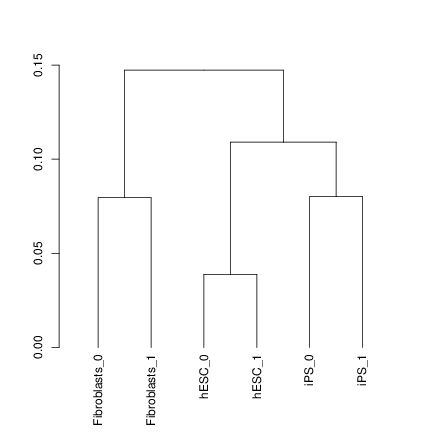 0.15
0.10
0.05
0.00
Fibroblasts_0
Fibroblasts_1
hESC_0
hESC_1
iPS_0
iPS_1